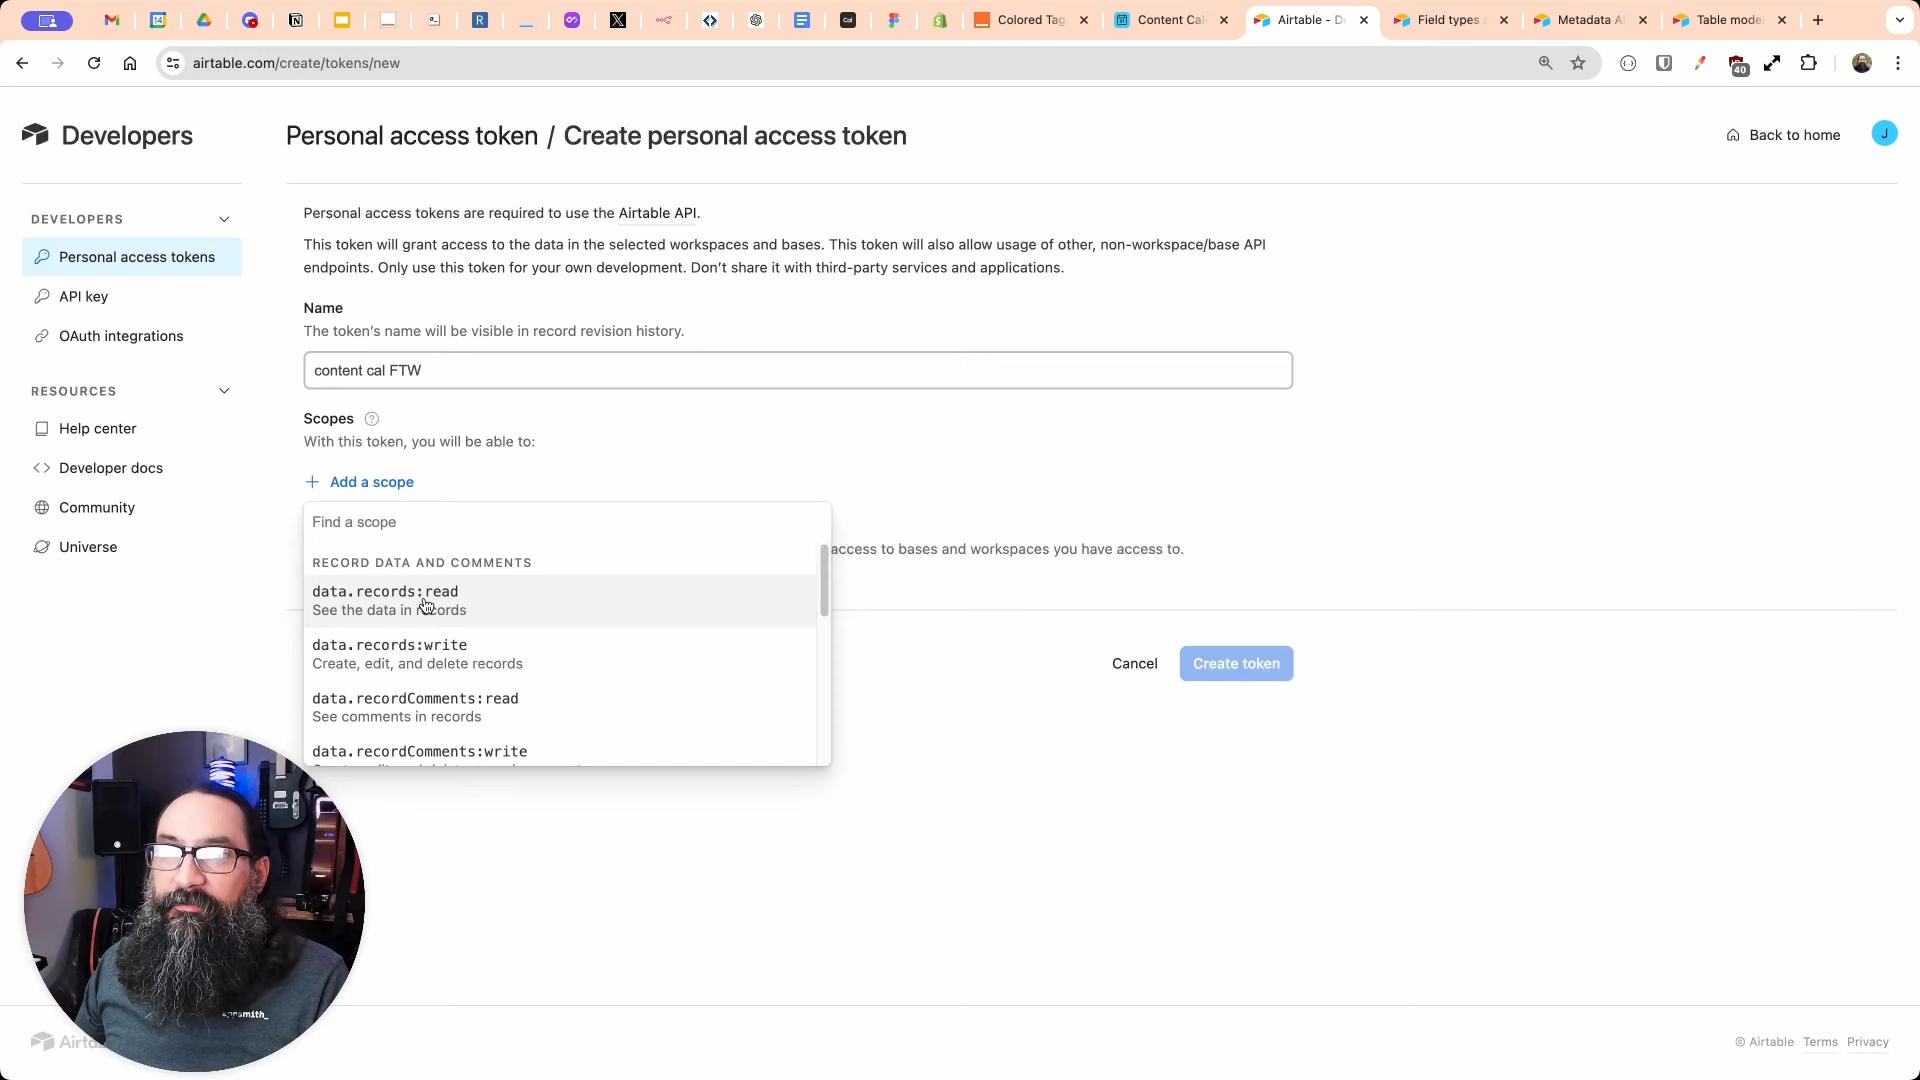 Colored Tag
Content Cal
Airtable - De
Field types a
Metadata A
Table mode
airtable.com/create/tokens/new
40
Developers
Personal access token / Create personal access token
Back to home
J
DEVELOPERS
Personal access tokens
API key
OAuth integrations
RESOURCES
Help center
Developer docs
Community
Universe
Personal access tokens are required to use the Airtable API.
This token will grant access to the data in the selected workspaces and bases. This token will also allow usage of other, non-workspace/base API
endpoints. Only use this token for your own development. Don’t share it with third-party services and applications.
Name
The token’s name will be visible in record revision history.
content cal FTW
Scopes ?
With this token, you will be able to:
+ Add a scope
Find a scope
RECORD DATA AND COMMENTS
data.records:read
See the data in records
data.records:write
Create, edit, and delete records
data.recordComments:read
See comments in records
data.recordComments:write
access to bases and workspaces you have access to.
Cancel
Create token
© Airtable Terms Privacy